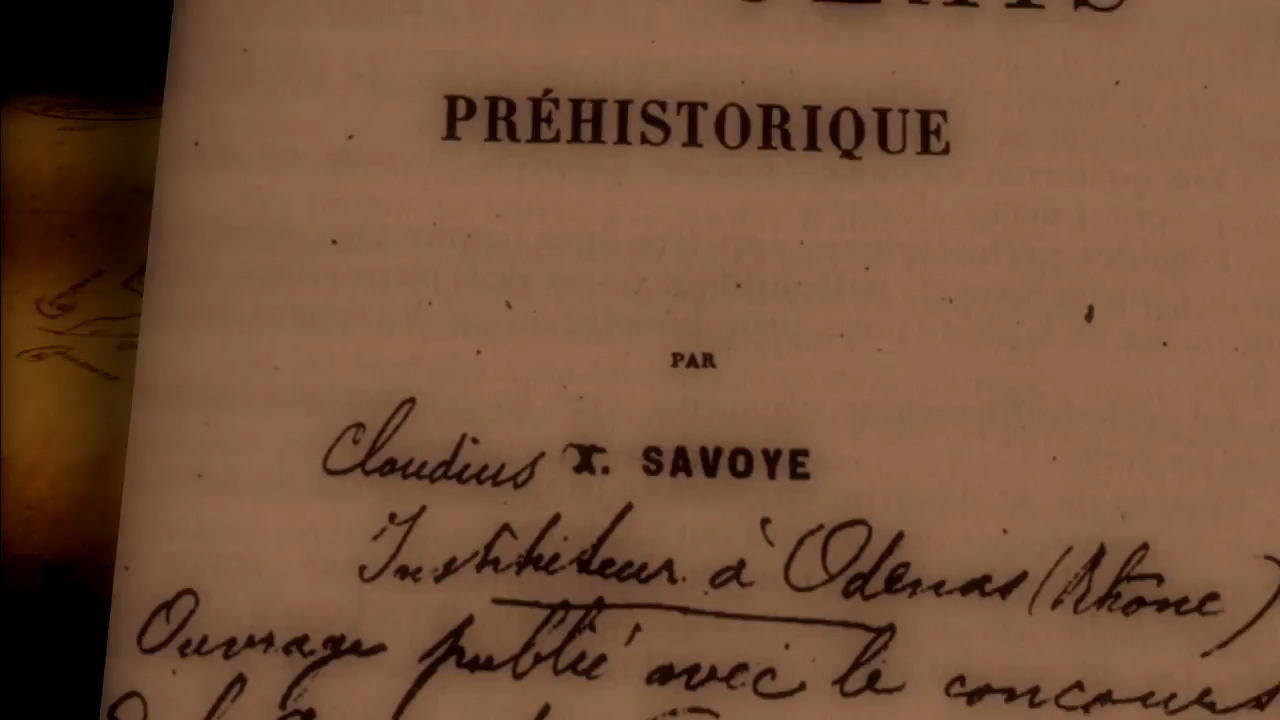 PRÉHISTORIQUE
PAR
Claudius X. SAVOYE
Instituteur à Odenas (Rhône)
Ouvrage publié avec le concours